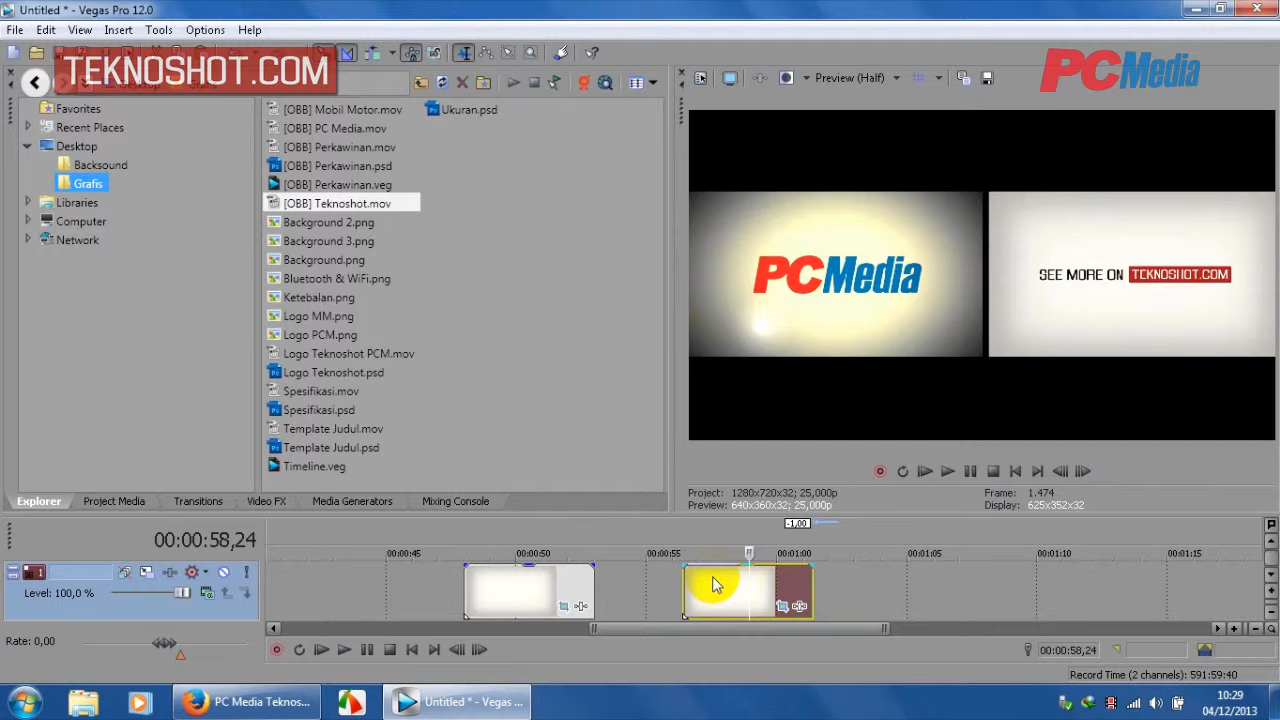 Untitled * - Vegas Pro 12.0
File Edit View Insert Tools Options Help
TEKNOSHOT.COM
PCMedia
Preview (Half)
Favorites
Recent Places
Desktop
Backsound
Grafis
Libraries
Computer
Network
[OBB] Mobil Motor.mov
[OBB] PC Media.mov
[OBB] Perkawinan.mov
[OBB] Perkawinan.psd
[OBB] Perkawinan.veg
[OBB] Teknoshot.mov
Background 2.png
Background 3.png
Background.png
Bluetooth & WiFi.png
Ketebalan.png
Logo MM.png
Logo PCM.png
Logo Teknoshot PCM.mov
Logo Teknoshot.psd
Spesifikasi.mov
Spesifikasi.psd
Template Judul.mov
Template Judul.psd
Timeline.veg
Ukuran.psd
PCMedia
SEE MORE ON TEKNOSHOT.COM
Explorer Project Media Transitions Video FX Media Generators Mixing Console
Project: 1280x720x32; 25,000p
Preview: 640x360x32; 25,000p
Frame: 1.474
Display: 625x352x32
-1,00
00:00:58,24
00:00:45 00:00:50 00:00:55 00:01:00 00:01:05 00:01:10 00:01:15
1
Level: 100,0 %
Rate: 0,00
00:00:58,24
Record Time (2 channels): 591:59:40
PC Media Teknos...
Untitled * - Vegas ...
10:29
04/12/2013